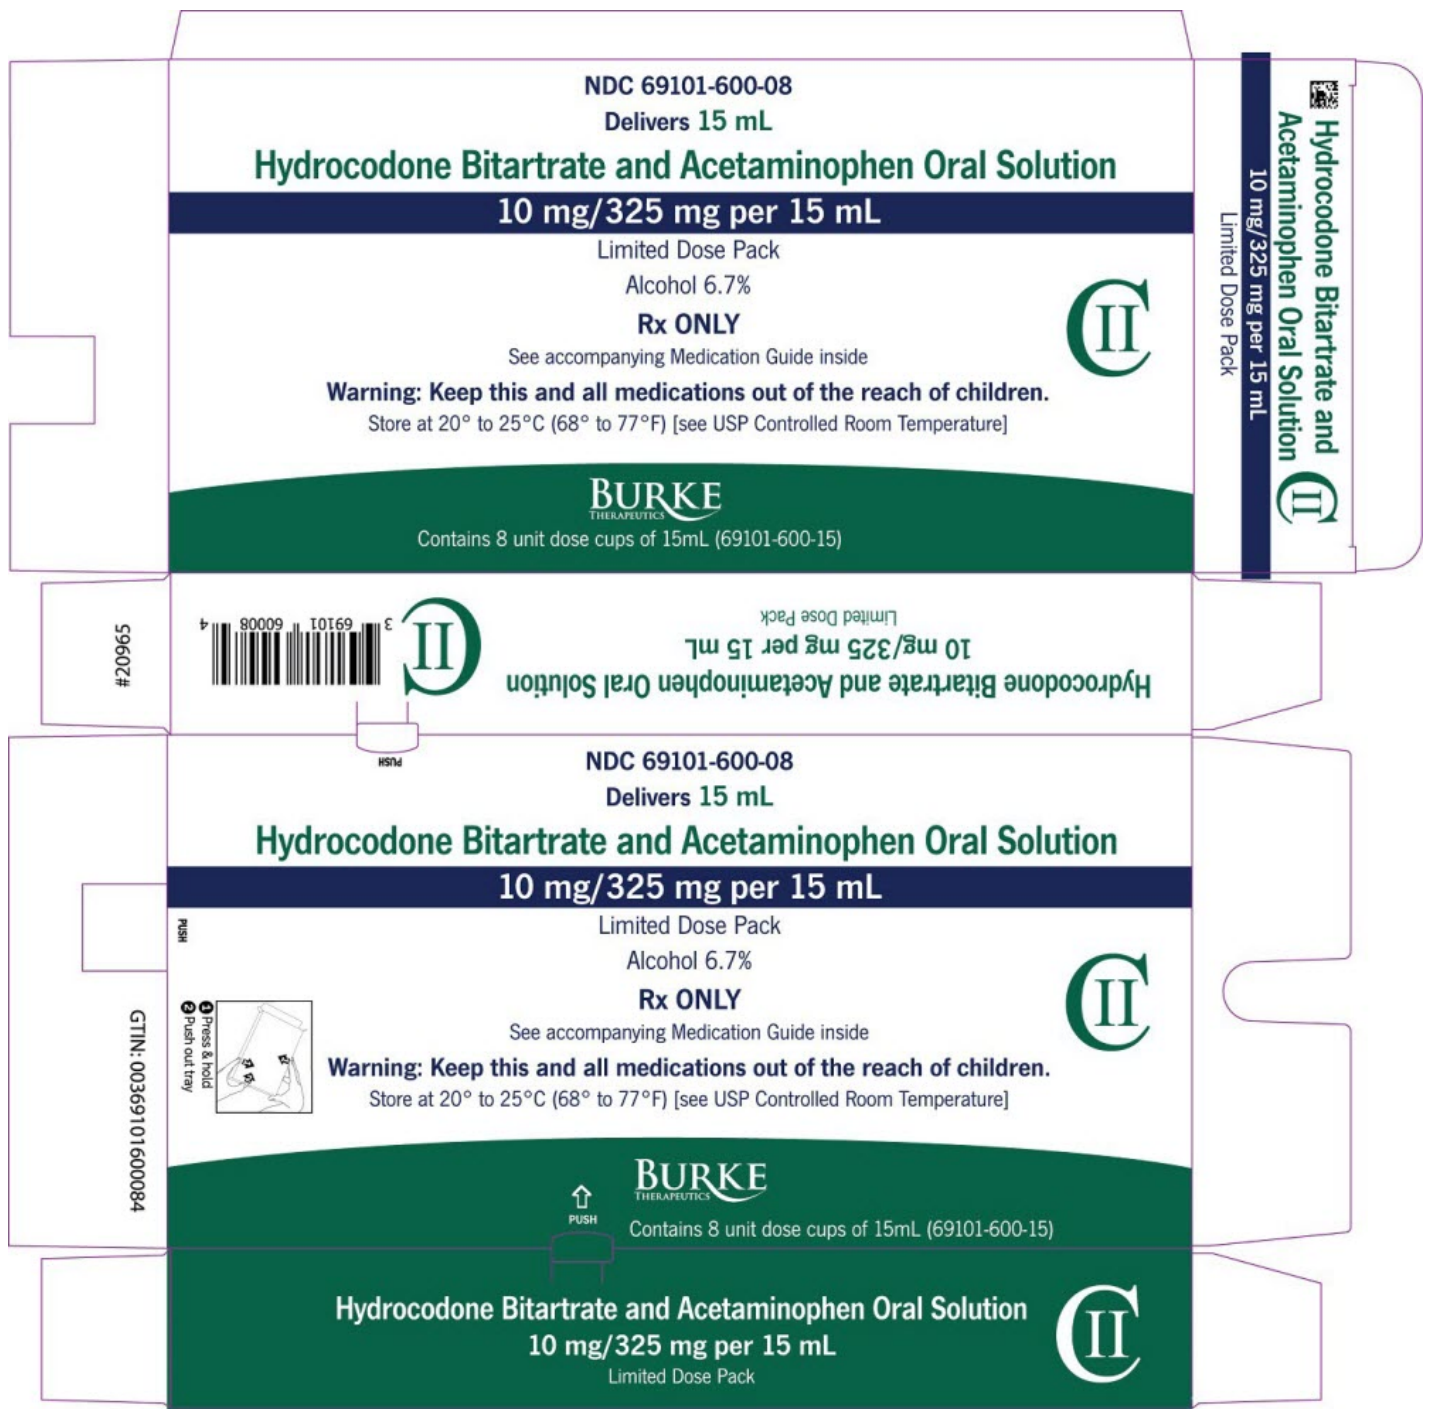 NDC 69101-600-08
Delivers 15 mL
Hydrocodone Bitartrate and Acetaminophen Oral Solution
10 mg/325 mg per 15 mL
Limited Dose Pack
Alcohol 6.7%
Rx ONLY
See accompanying Medication Guide inside
Warning: Keep this and all medications out of the reach of children.
Store at 20° to 25°C (68° to 77°F) [see USP Controlled Room Temperature]
CII
BURKE
THERAPEUTICS
Contains 8 unit dose cups of 15mL (69101-600-15)
Hydrocodone Bitartrate and
Acetaminophen Oral Solution
10 mg/325 mg per 15 mL
Limited Dose Pack
CII
#20965
Hydrocodone Bitartrate and Acetaminophen Oral Solution
10 mg/325 mg per 15 mL
Limited Dose Pack
CII
3 69101 60008 4
PUSH
NDC 69101-600-08
Delivers 15 mL
Hydrocodone Bitartrate and Acetaminophen Oral Solution
10 mg/325 mg per 15 mL
Limited Dose Pack
Alcohol 6.7%
Rx ONLY
See accompanying Medication Guide inside
Warning: Keep this and all medications out of the reach of children.
Store at 20° to 25°C (68° to 77°F) [see USP Controlled Room Temperature]
CII
PUSH
1 Press & hold
2 Push out tray
GTIN: 00369101600084
BURKE
THERAPEUTICS
PUSH
Contains 8 unit dose cups of 15mL (69101-600-15)
Hydrocodone Bitartrate and Acetaminophen Oral Solution
10 mg/325 mg per 15 mL
Limited Dose Pack
CII